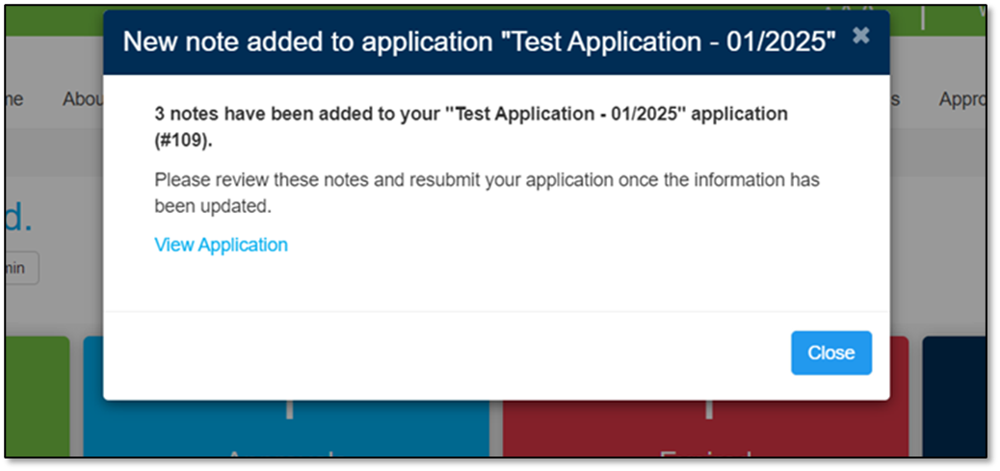 New note added to application "Test Application - 01/2025" ✖
Abou
Appro
3 notes have been added to your "Test Application - 01/2025" application
(#109).
Please review these notes and resubmit your application once the information has
been updated.
d.
View Application
min
Close